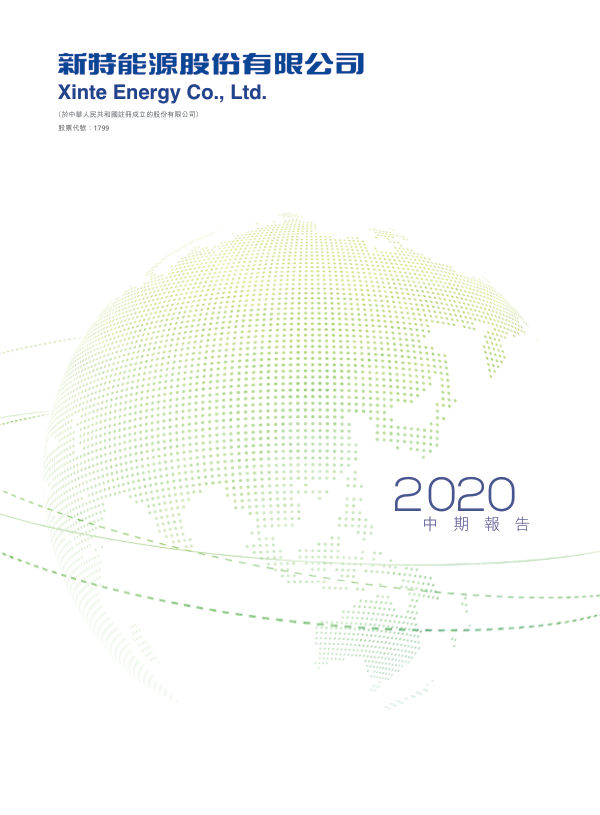 新特能源股份有限公司
Xinte Energy Co., Ltd.
(於中華人民共和國註冊成立的股份有限公司)
股票代號：1799
2020
中期報告